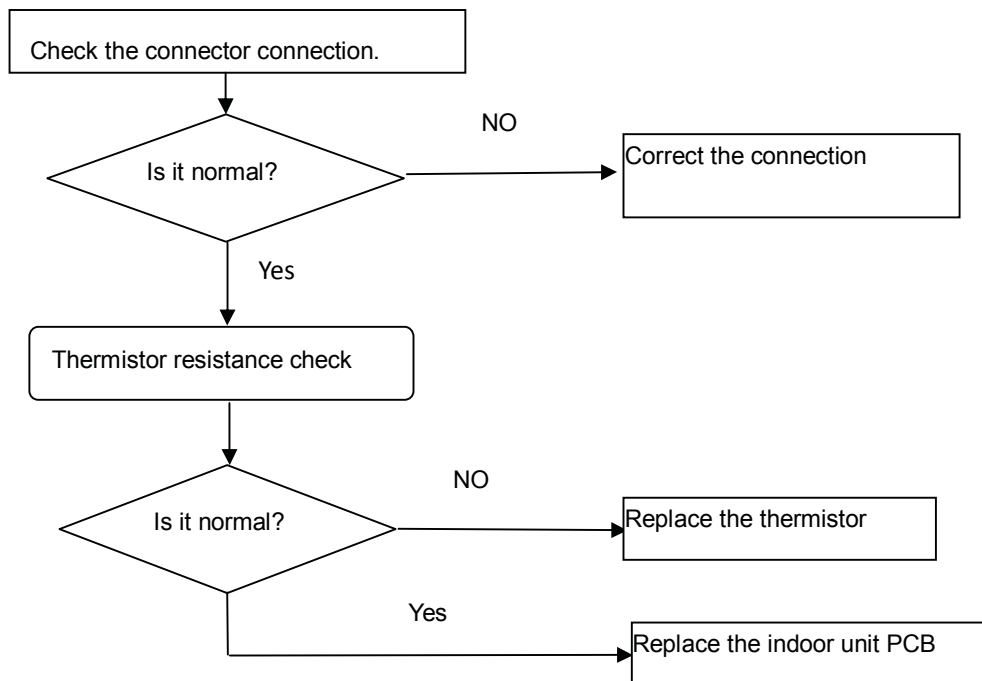 Check the connector connection.
NO
Is it normal?
Correct the connection
Yes
Thermistor resistance check
NO
Is it normal?
Replace the thermistor
Yes
Replace the indoor unit PCB